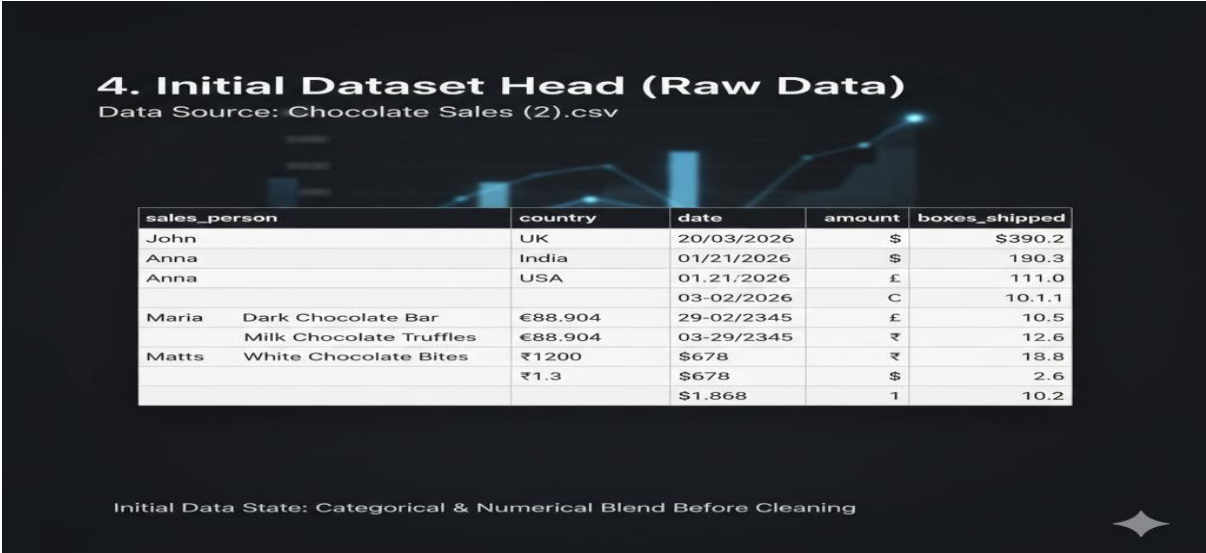 4. Initial Dataset Head (Raw Data)
Data Source: Chocolate Sales (2).csv
sales_person country date amount boxes_shipped
John UK 20/03/2026 $ $390.2
Anna India 01/21/2026 $ 190.3
Anna USA 01.21/2026 £ 111.0
03-02/2026 C 10.1.1
Maria Dark Chocolate Bar €88.904 29-02/2345 £ 10.5
Milk Chocolate Truffles €88.904 03-29/2345 ₹ 12.6
Matts White Chocolate Bites ₹1200 $678 ₹ 18.8
₹1.3 $678 $ 2.6
$1.868 1 10.2
Initial Data State: Categorical & Numerical Blend Before Cleaning